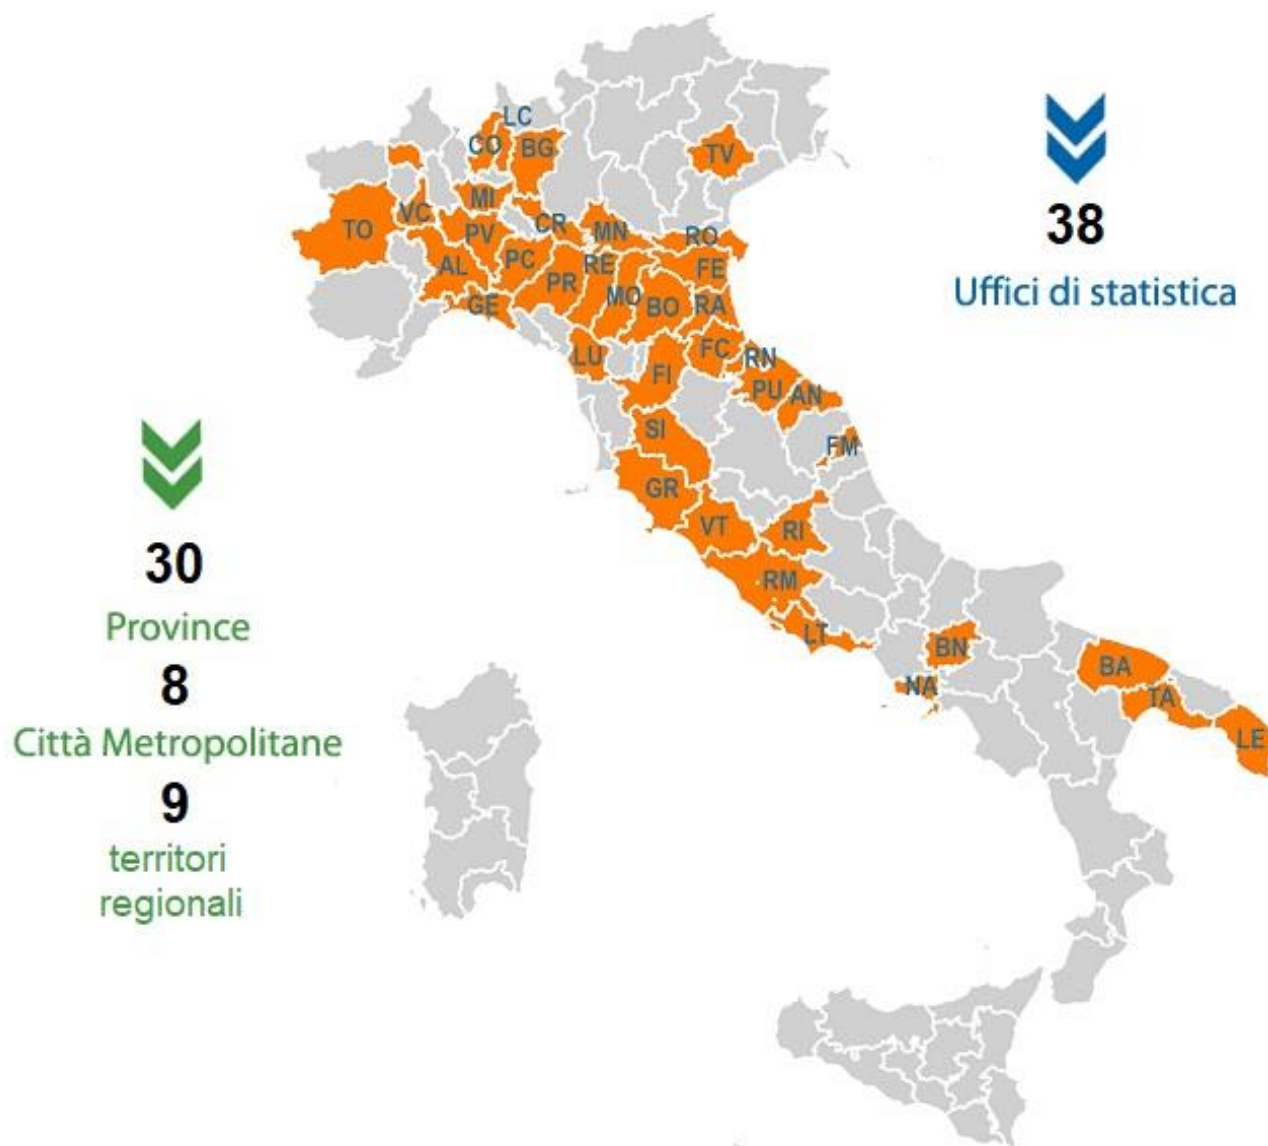 LC
CO
BG
TV
TO
VC
MI
PV
CR
MN
RO
AL
PC
PR
RE
MO
BO
FE
RA
GE
LU
FI
FC
RN
PU
AN
SI
FM
GR
VT
RI
RM
LT
BN
NA
BA
TA
LE
38
Uffici di statistica
30
Province
8
Città Metropolitane
9
territori
regionali